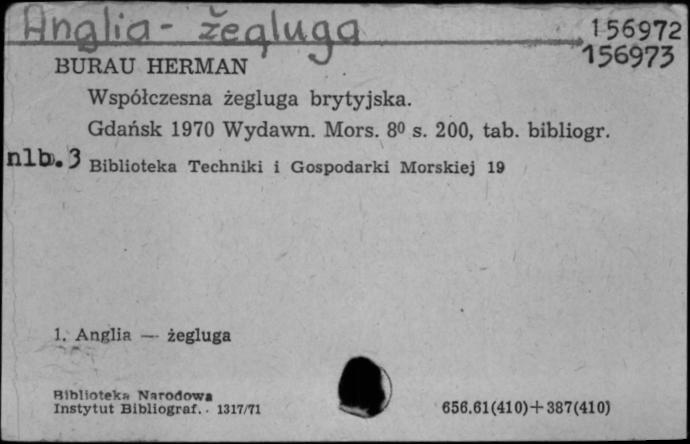 Anglia - żegluga
156972
156973
BURAU HERMAN
Współczesna żegluga brytyjska.
Gdańsk 1970 Wydawn. Mors. 8⁰ s. 200, tab. bibliogr.
nlb. 3
Biblioteka Techniki i Gospodarki Morskiej 19
1. Anglia — żegluga
Biblioteka Narodowa
Instytut Bibliograf. · 1317/71
656.61(410)+387(410)